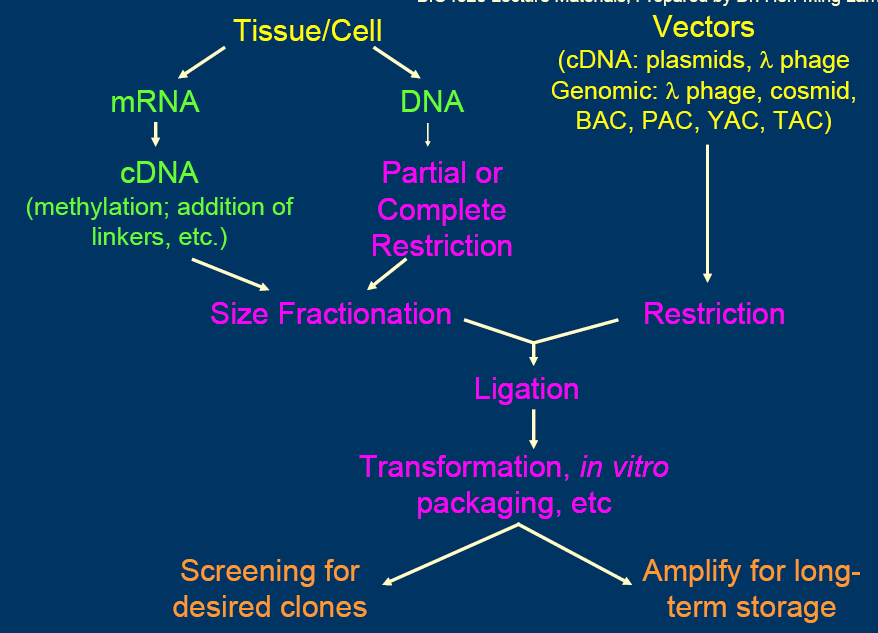 Tissue/Cell
Vectors
(cDNA: plasmids, λ phage
Genomic: λ phage, cosmid,
BAC, PAC, YAC, TAC)
mRNA
DNA
cDNA
(methylation; addition of
linkers, etc.)
Partial or
Complete
Restriction
Size Fractionation
Restriction
Ligation
Transformation, in vitro
packaging, etc
Screening for
desired clones
Amplify for long-
term storage